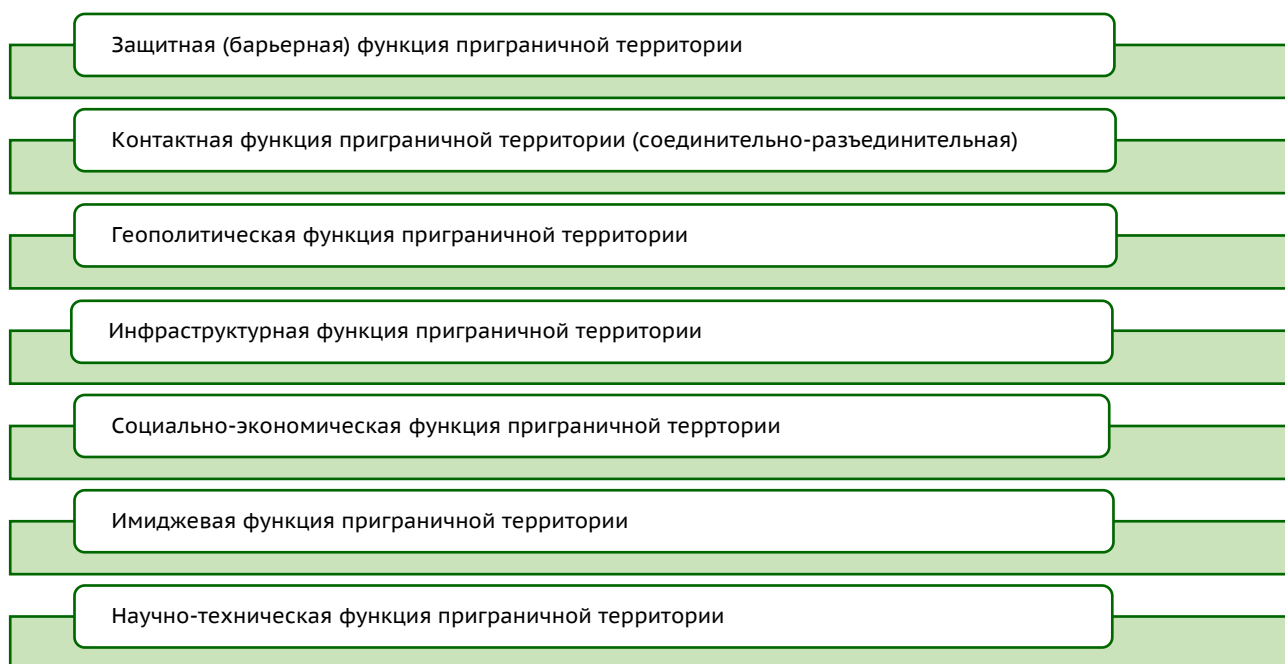 Защитная (барьерная) функция приграничной территории
Контактная функция приграничной территории (соединительно-разъединительная)
Геополитическая функция приграничной территории
Инфраструктурная функция приграничной территории
Социально-экономическая функция приграничной терртории
Имиджевая функция приграничной территории
Научно-техническая функция приграничной территории